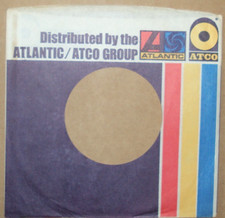 Distributed by the
ATLANTIC/ATCO GROUP
ATLANTIC
ATCO